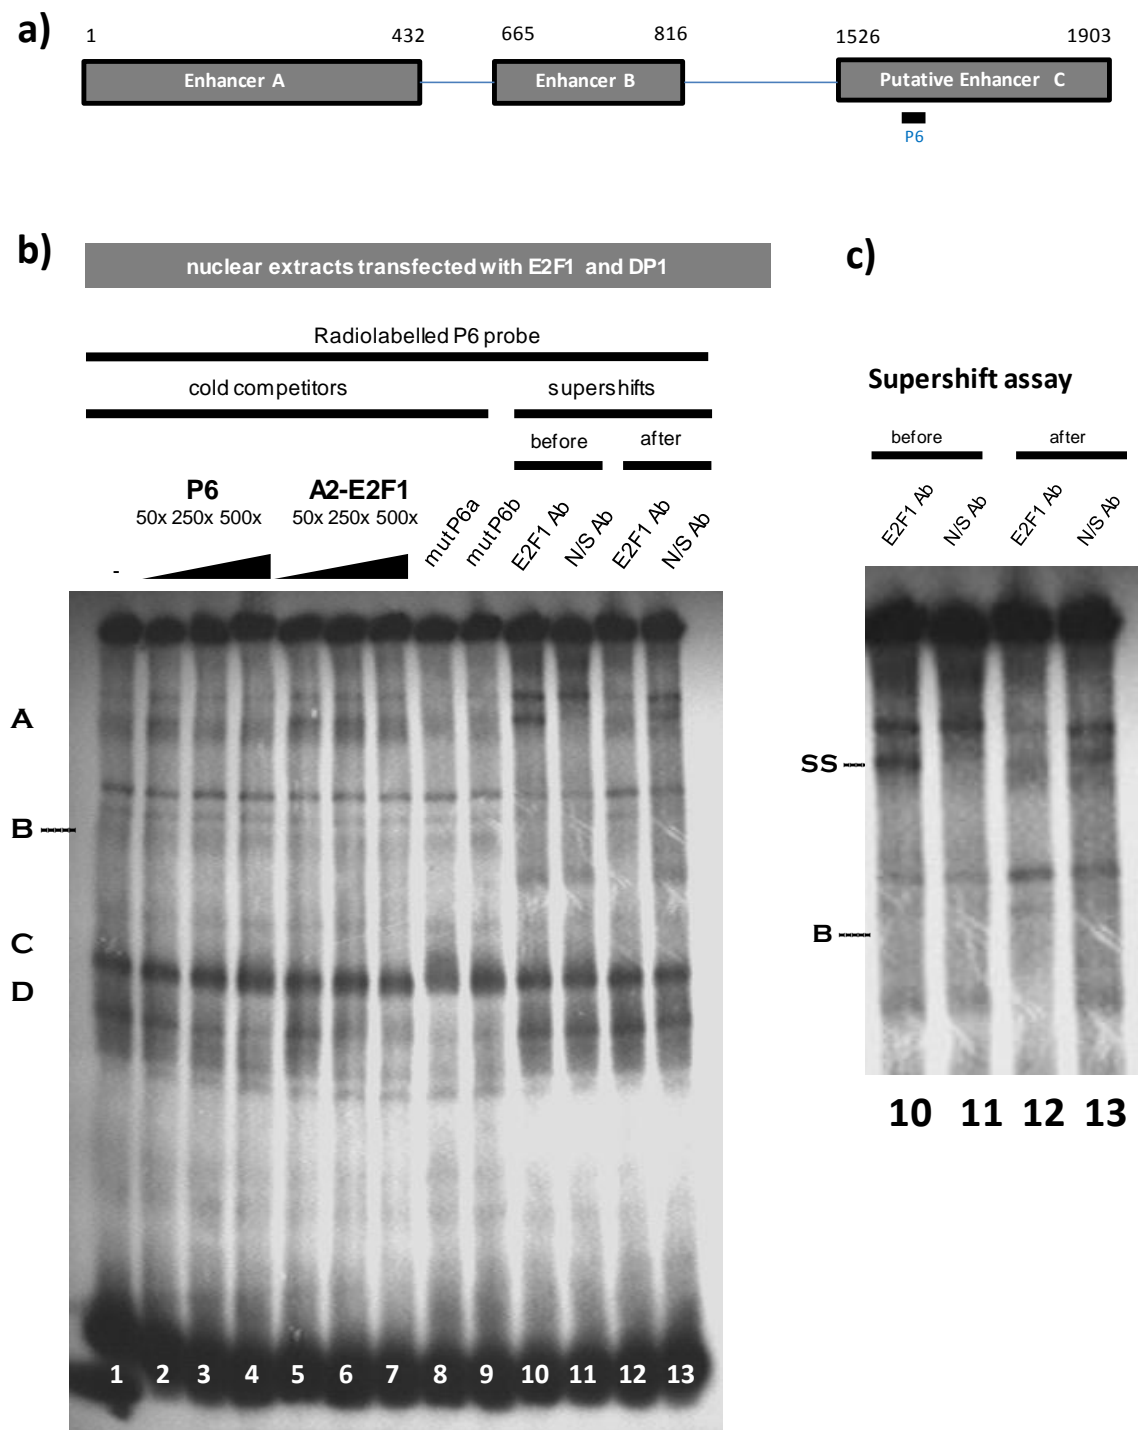 a)
1 432 665 816 1526 1903
Enhancer A Enhancer B Putative Enhancer C
P6
b)
nuclear extracts transfected with E2F1 and DP1
Radiolabelled P6 probe
cold competitors supershifts
before after
P6 A2-E2F1
50x 250x 500x 50x 250x 500x
- mutP6a mutP6b E2F1 Ab N/S Ab E2F1 Ab N/S Ab
A
B
C
D
1 2 3 4 5 6 7 8 9 10 11 12 13
c)
Supershift assay
before after
E2F1 Ab N/S Ab E2F1 Ab N/S Ab
SS
B
10 11 12 13